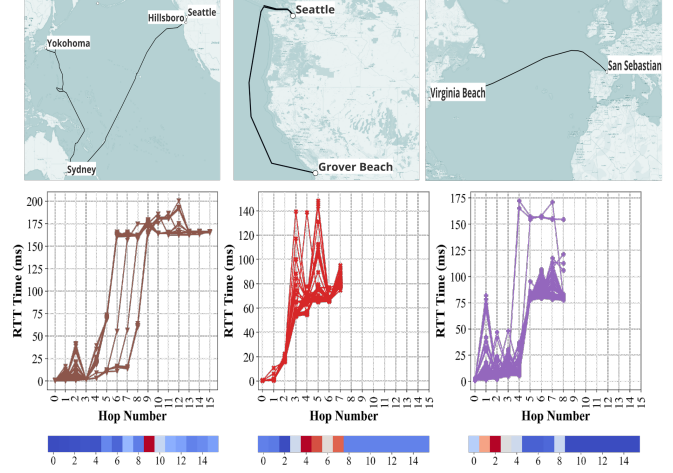 Hillsboro Seattle
Yokohoma
Sydney
Seattle
Grover Beach
San Sebastian
Virginia Beach
RTT Time (ms)
200
175
150
125
100
75
50
25
0
0 1 2 3 4 5 6 7 8 9 10 11 12 13 14 15
Hop Number
0 2 4 6 8 10 12 14
RTT Time (ms)
140
120
100
80
60
40
20
0
0 1 2 3 4 5 6 7 8 9 10 11 12 13 14 15
Hop Number
0 2 4 6 8 10 12 14
RTT Time (ms)
175
150
125
100
75
50
25
0
0 1 2 3 4 5 6 7 8 9 10 11 12 13 14 15
Hop Number
0 2 4 6 8 10 12 14